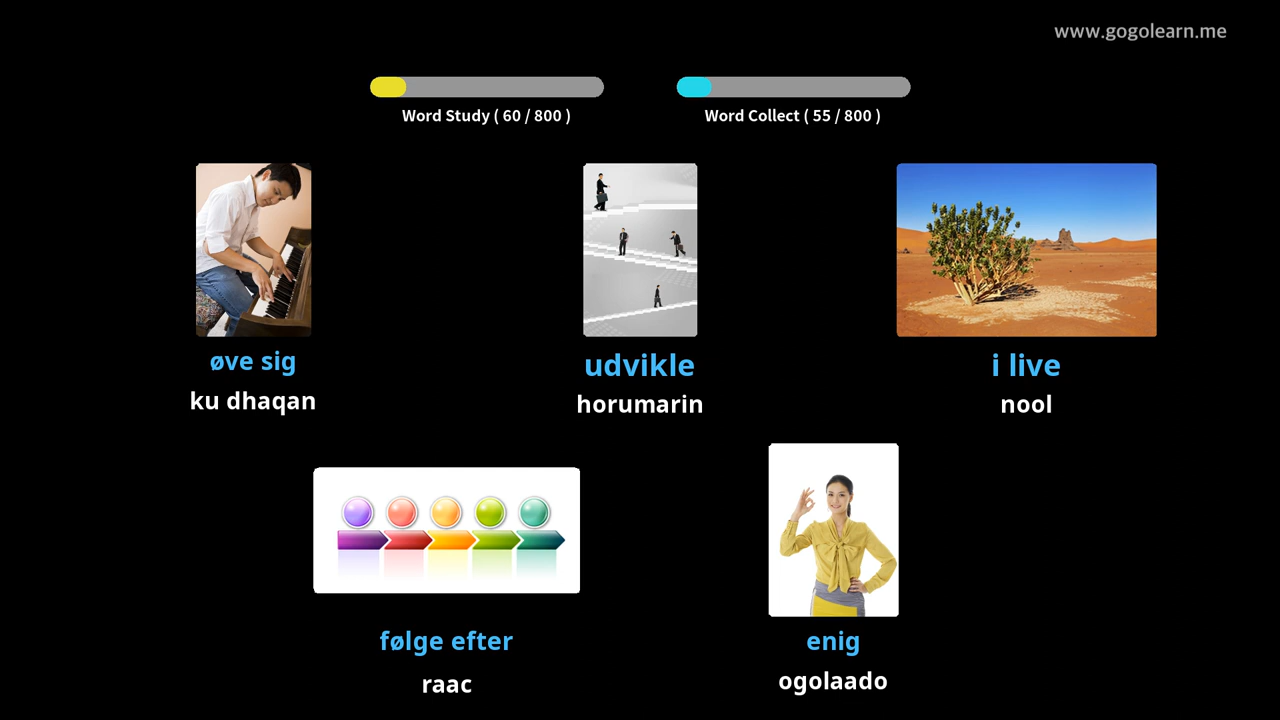 www.gogolearn.me
Word Study ( 60 / 800 )
Word Collect ( 55 / 800 )
øve sig
ku dhaqan
udvikle
horumarin
i live
nool
følge efter
raac
enig
ogolaado